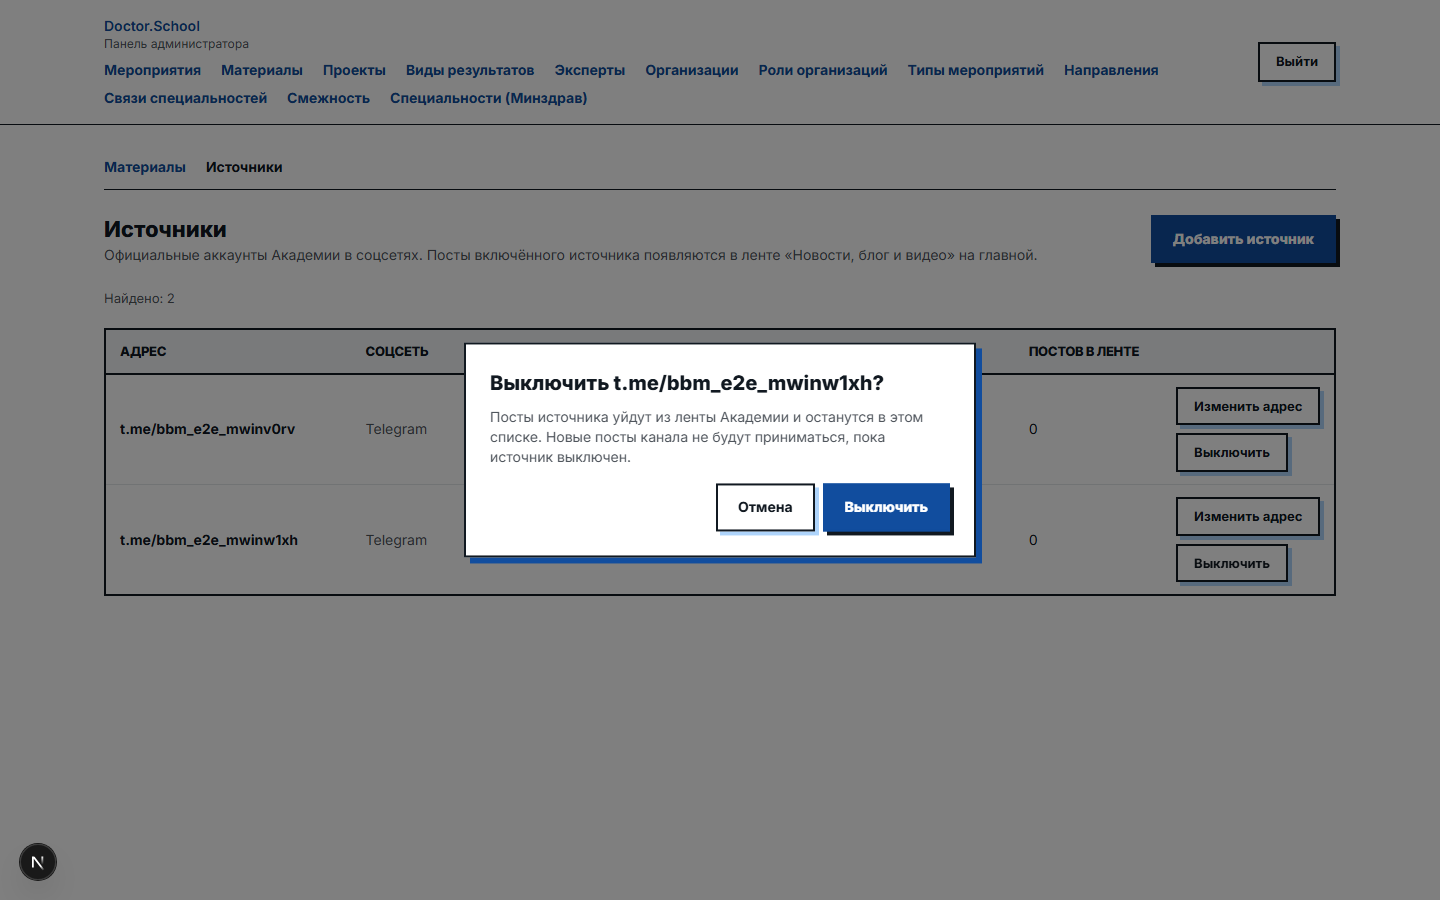 Doctor.School
Панель администратора
Мероприятия Материалы Проекты Виды результатов Эксперты Организации Роли организаций Типы мероприятий Направления
Связи специальностей Смежность Специальности (Минздрав)
Выйти
Материалы Источники
Источники
Официальные аккаунты Академии в соцсетях. Посты включённого источника появляются в ленте «Новости, блог и видео» на главной.
Добавить источник
Найдено: 2
АДРЕС СОЦСЕТЬ ПОСТОВ В ЛЕНТЕ
t.me/bbm_e2e_mwinv0rv Telegram 0
Изменить адрес
Выключить
t.me/bbm_e2e_mwinw1xh Telegram 0
Изменить адрес
Выключить
Выключить t.me/bbm_e2e_mwinw1xh?
Посты источника уйдут из ленты Академии и останутся в этом
списке. Новые посты канала не будут приниматься, пока
источник выключен.
Отмена Выключить
N